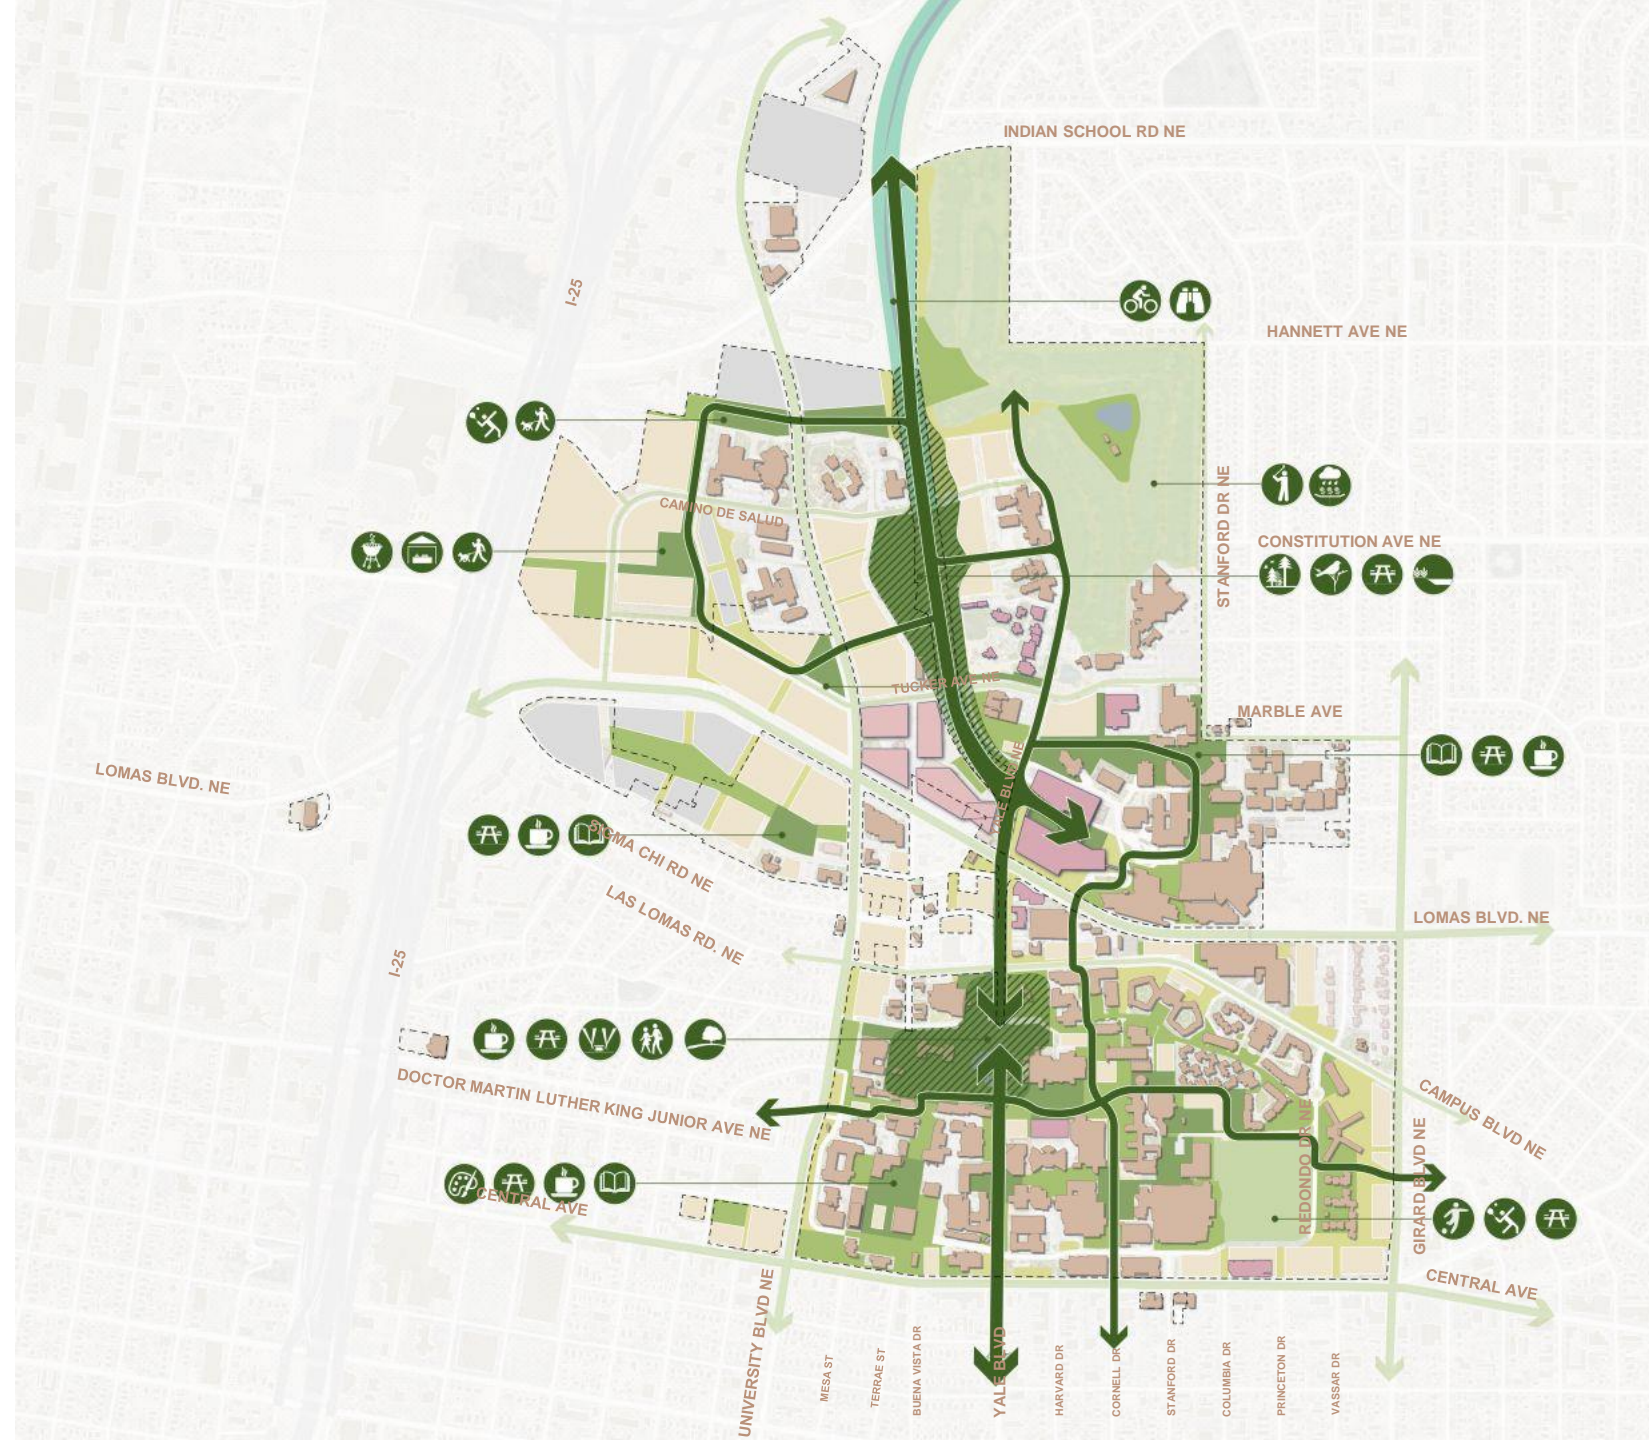 INDIAN SCHOOL RD NE
I-25
HANNETT AVE NE
STANFORD DR NE
CAMINO DE SALUD
CONSTITUTION AVE NE
TUCKER AVE NE
MARBLE AVE
YALE BLVD NE
LOMAS BLVD. NE
SIGMA CHI RD NE
LAS LOMAS RD. NE
LOMAS BLVD. NE
I-25
DOCTOR MARTIN LUTHER KING JUNIOR AVE NE
CAMPUS BLVD NE
REDONDO DR NE
GIRARD BLVD NE
CENTRAL AVE
CENTRAL AVE
UNIVERSITY BLVD NE
MESA ST
TERRAE ST
BUENA VISTA DR
YALE BLVD
HARVARD DR
CORNELL DR
STANFORD DR
COLUMBIA DR
PRINCETON DR
VASSAR DR